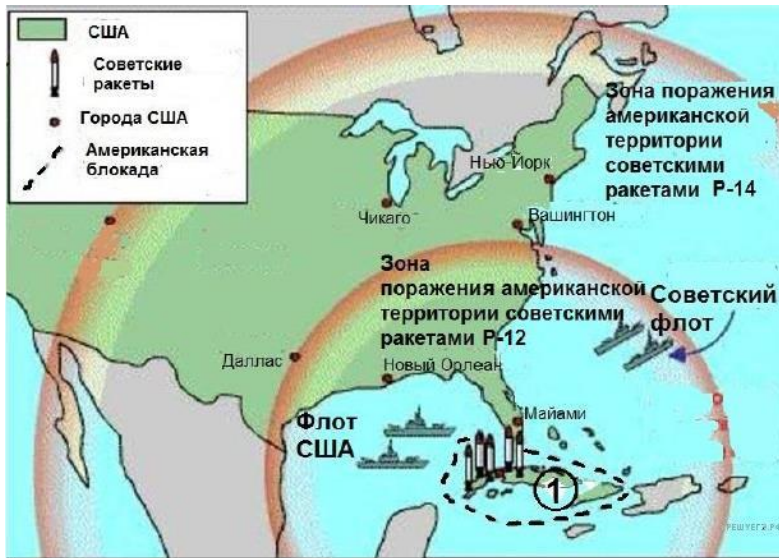 США
Советские
ракеты
Города США
Американская
блокада
Зона поражения
американской
территории
советскими
ракетами Р-14
Нью-Йорк
Чикаго
Вашингтон
Зона
поражения американской
территории советскими
ракетами Р-12
Советский
флот
Даллас
Новый Орлеан
Флот
США
Майами
1
РЕШУЕГЭ.РФ